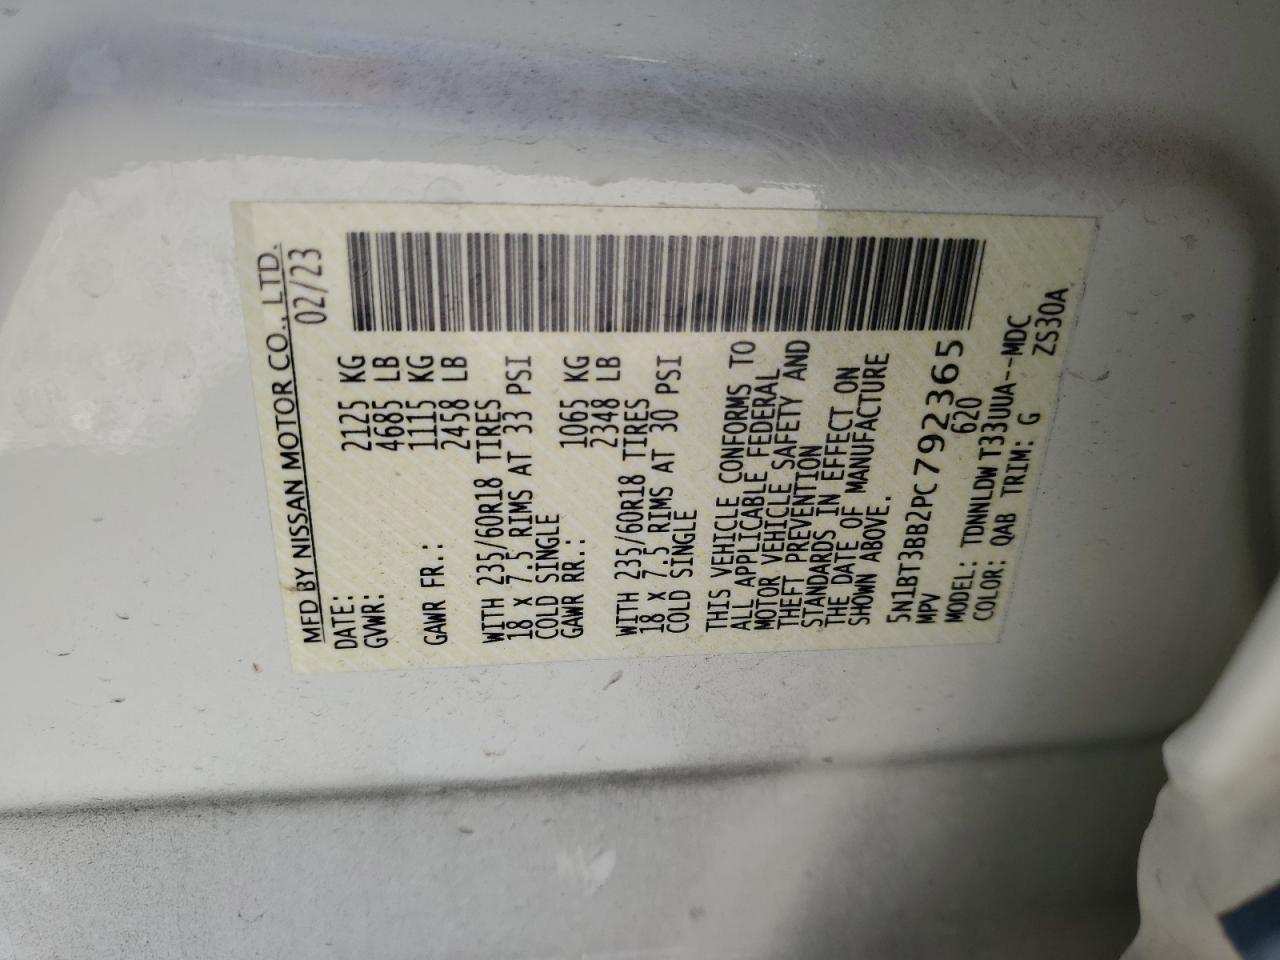 MFD BY NISSAN MOTOR CO., LTD.
DATE: 02/23
GVWR: 2125 KG
4685 LB
GAWR FR.: 1115 KG
2458 LB
WITH 235/60R18 TIRES
18 x 7.5 RIMS AT 33 PSI
COLD SINGLE
GAWR RR.: 1065 KG
2348 LB
WITH 235/60R18 TIRES
18 x 7.5 RIMS AT 30 PSI
COLD SINGLE
THIS VEHICLE CONFORMS TO
ALL APPLICABLE FEDERAL
MOTOR VEHICLE SAFETY AND
THEFT PREVENTION
STANDARDS IN EFFECT ON
THE DATE OF MANUFACTURE
SHOWN ABOVE.
5N1BT3BB2PC792365
MPV 620
MODEL: TDNNLDW T33UUA--MDC
COLOR: QAB TRIM: G ZS30A